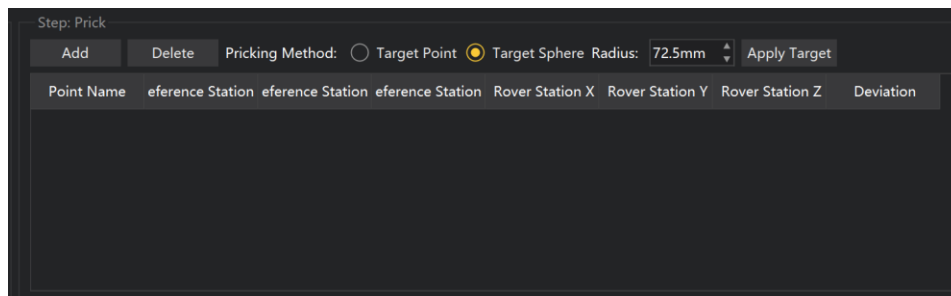 Step: Prick
Add Delete Pricking Method: Target Point Target Sphere Radius: 72.5mm Apply Target
Point Name eference Station eference Station eference Station Rover Station X Rover Station Y Rover Station Z Deviation